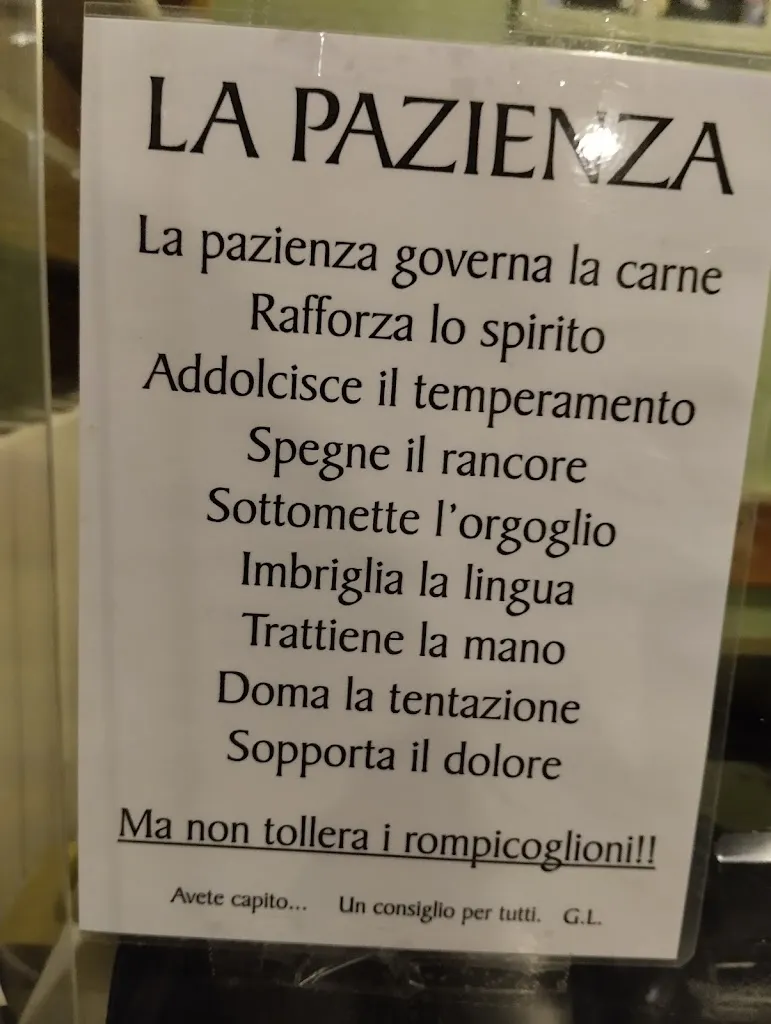 LA PAZIENZA
La pazienza governa la carne
Rafforza lo spirito
Addolcisce il temperamento
Spegne il rancore
Sottomette l'orgoglio
Imbriglia la lingua
Trattiene la mano
Doma la tentazione
Sopporta il dolore
Ma non tollera i rompicoglioni!!
Avete capito... Un consiglio per tutti. G.L.